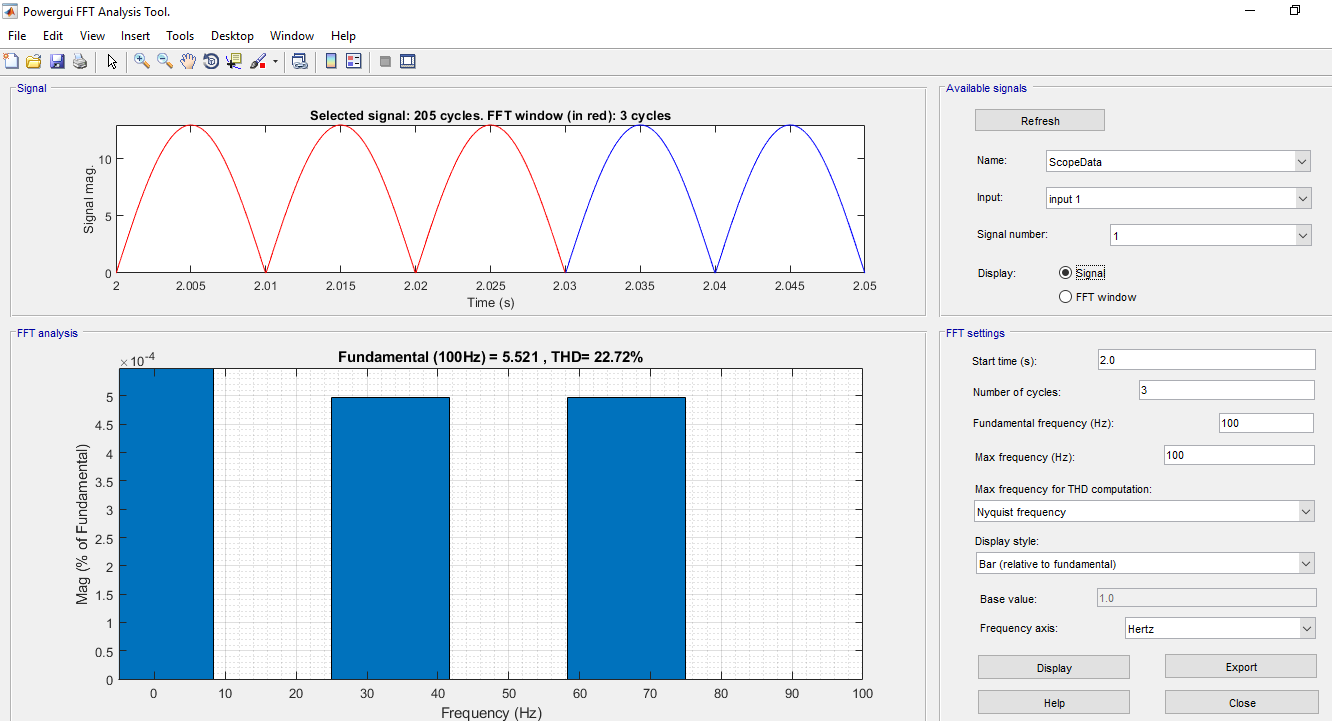 Powergui FFT Analysis Tool.
File Edit View Insert Tools Desktop Window Help
Signal
Selected signal: 205 cycles. FFT window (in red): 3 cycles
Signal mag.
10
5
0
2 2.005 2.01 2.015 2.02 2.025 2.03 2.035 2.04 2.045 2.05
Time (s)
FFT analysis
×10-4
Fundamental (100Hz) = 5.521 , THD= 22.72%
Mag (% of Fundamental)
5
4.5
4
3.5
3
2.5
2
1.5
1
0.5
0
0 10 20 30 40 50 60 70 80 90 100
Frequency (Hz)
Available signals
Refresh
Name: ScopeData
Input: input 1
Signal number: 1
Display: Signal
FFT window
FFT settings
Start time (s): 2.0
Number of cycles: 3
Fundamental frequency (Hz): 100
Max frequency (Hz): 100
Max frequency for THD computation:
Nyquist frequency
Display style:
Bar (relative to fundamental)
Base value: 1.0
Frequency axis: Hertz
Display Export
Help Close